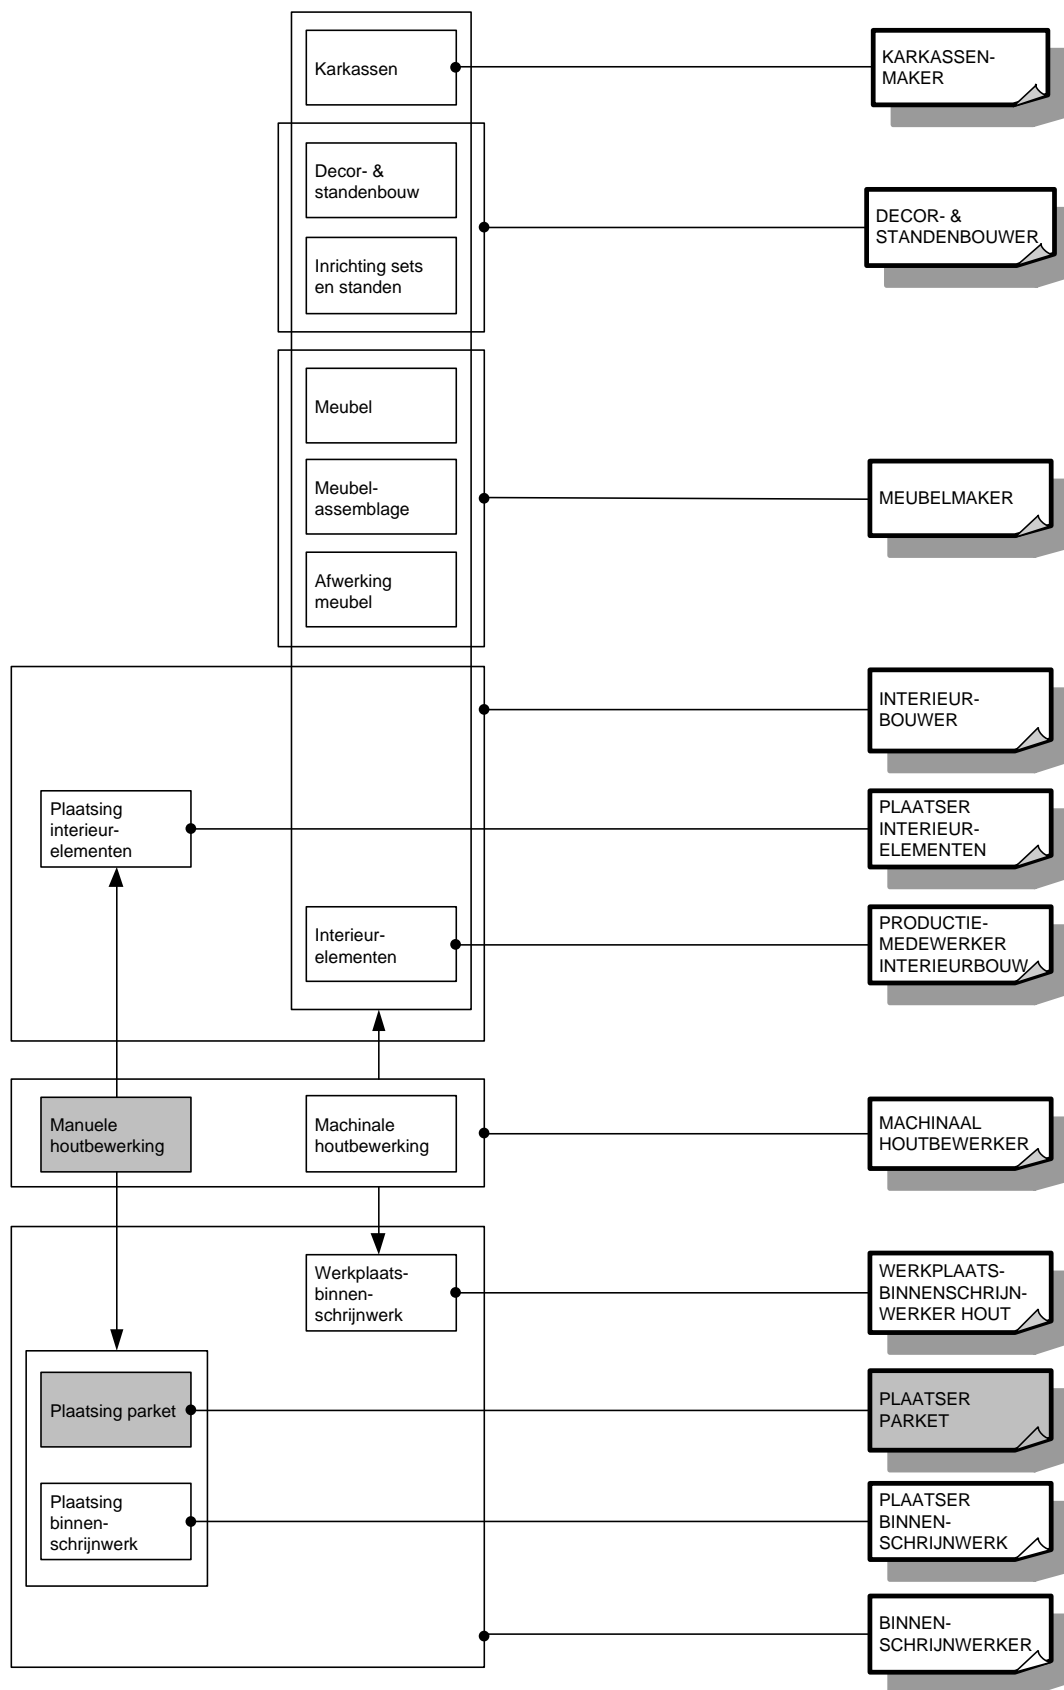 Karkassen
KARKASSEN-
MAKER
Decor- &
standenbouw
DECOR- &
STANDENBOUWER
Inrichting sets
en standen
Meubel
Meubel-
assemblage
MEUBELMAKER
Afwerking
meubel
INTERIEUR-
BOUWER
Plaatsing
interieur-
elementen
PLAATSER
INTERIEUR-
ELEMENTEN
Interieur-
elementen
PRODUCTIE-
MEDEWERKER
INTERIEURBOUW
Manuele
houtbewerking
Machinale
houtbewerking
MACHINAAL
HOUTBEWERKER
Werkplaats-
binnen-
schrijnwerk
WERKPLAATS-
BINNENSCHRIJN-
WERKER HOUT
Plaatsing parket
PLAATSER
PARKET
Plaatsing
binnen-
schrijnwerk
PLAATSER
BINNEN-
SCHRIJNWERK
BINNEN-
SCHRIJNWERKER